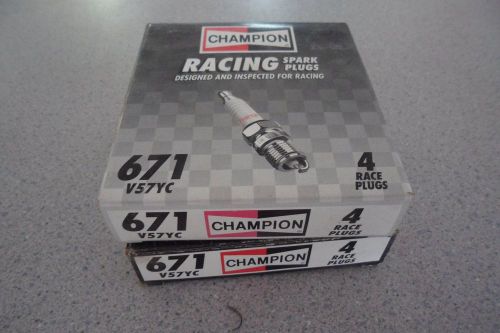 CHAMPION
RACING SPARK PLUGS
DESIGNED AND INSPECTED FOR RACING
671
V57YC
4
RACE
PLUGS
671
V57YC
CHAMPION
4
RACE
PLUGS
671
V57YC
CHAMPION
4
RACE
PLUGS